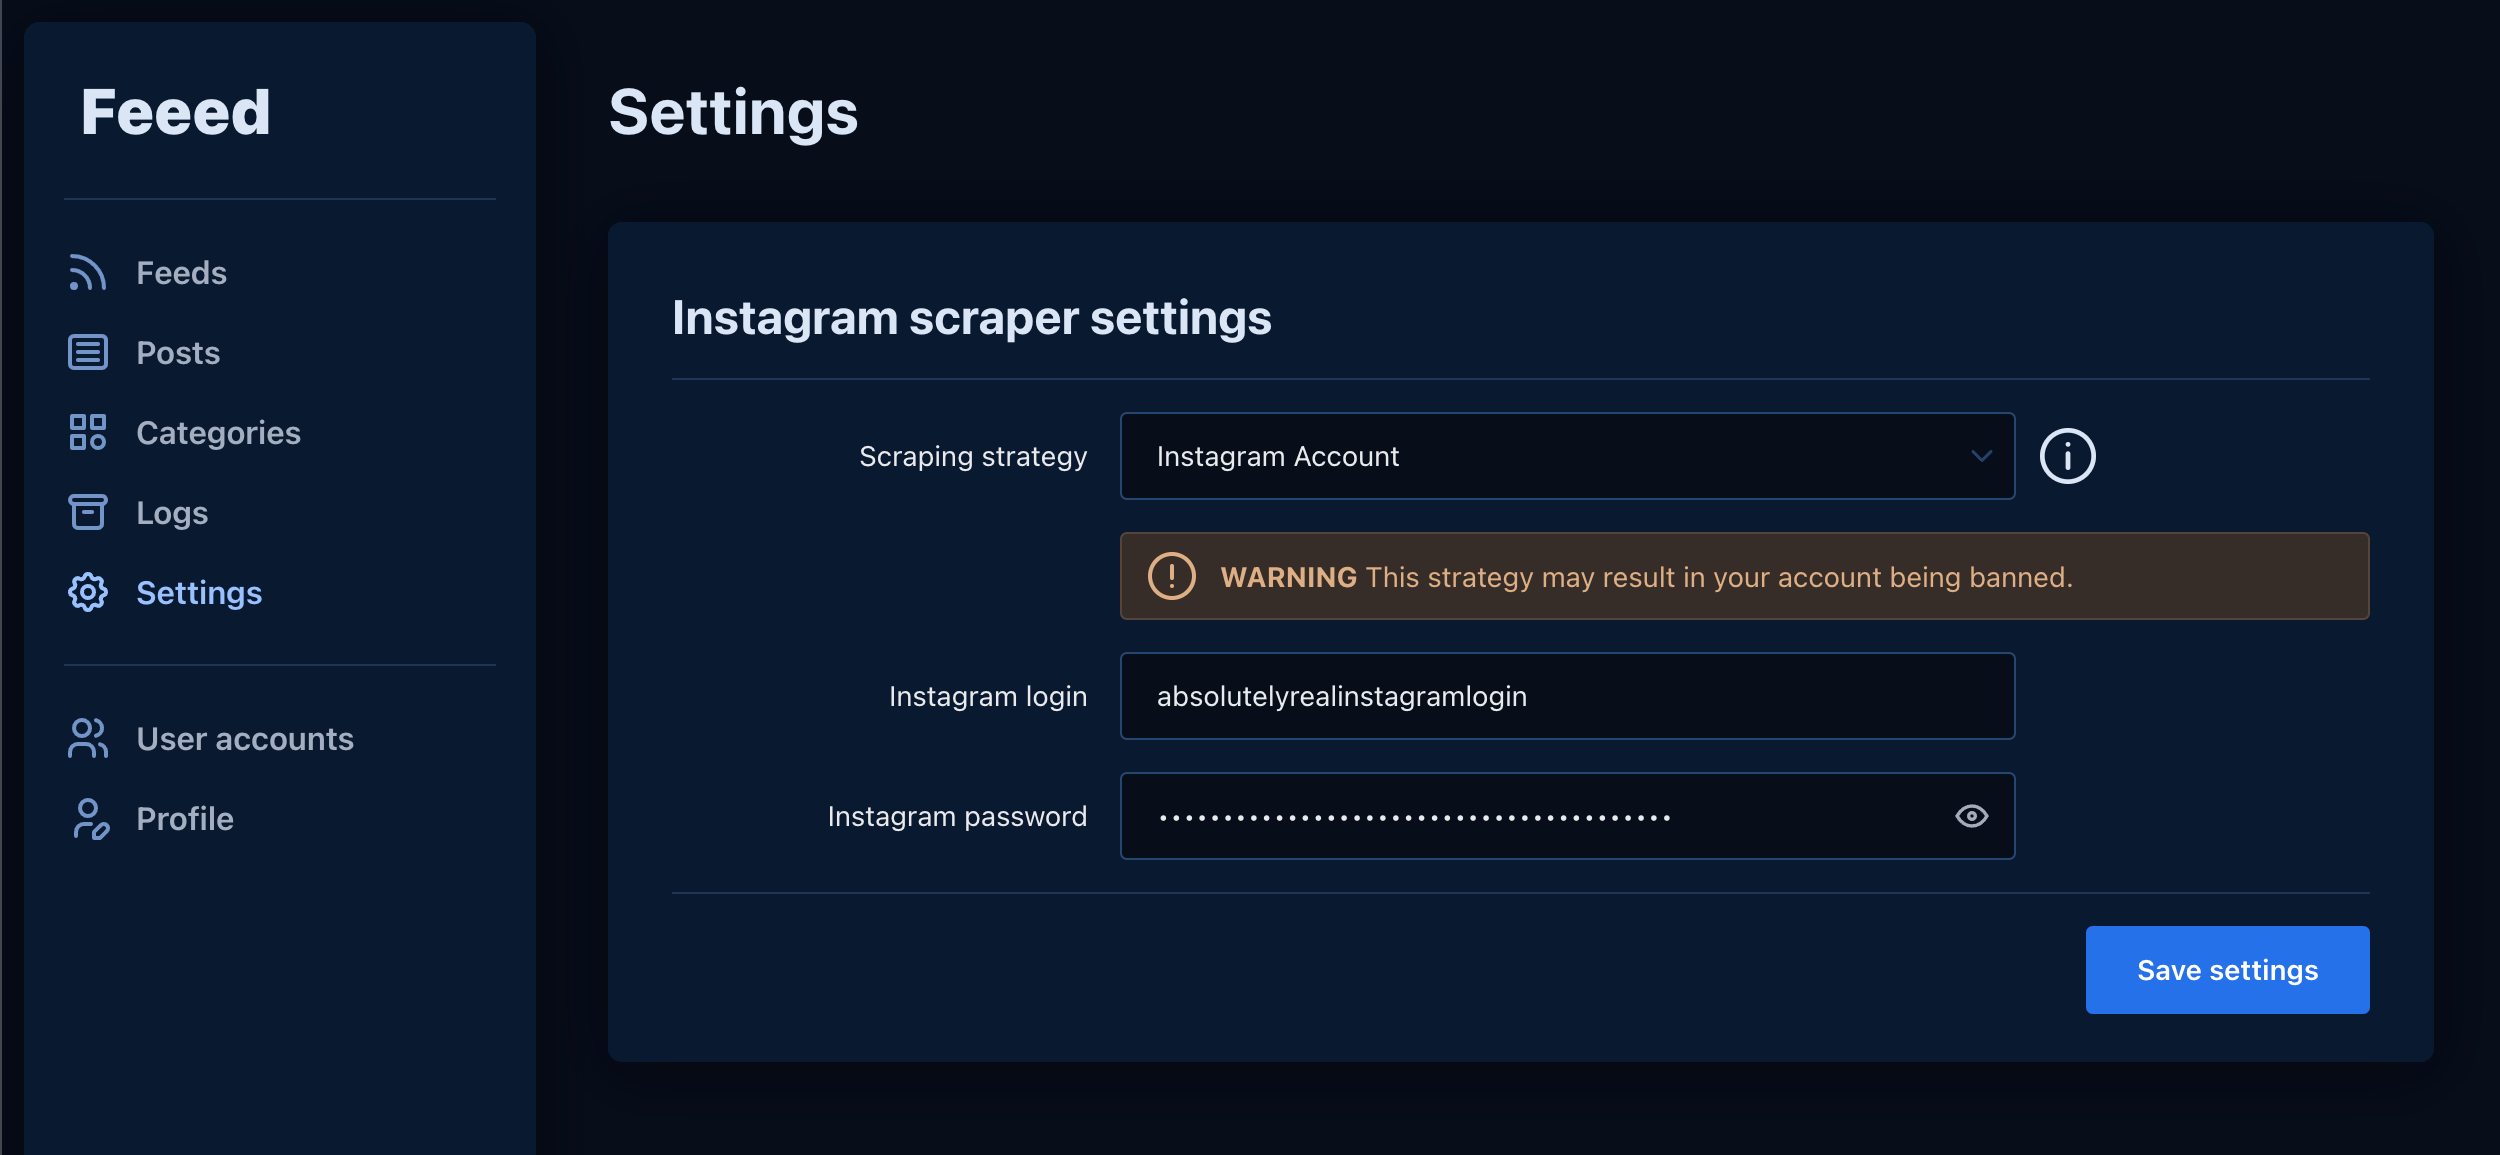 Feeed
Feeds
Posts
Categories
Logs
Settings
User accounts
Profile
Settings
Instagram scraper settings
Scraping strategy
Instagram Account
WARNING This strategy may result in your account being banned.
Instagram login
absolutelyrealinstagramlogin
Instagram password
Save settings